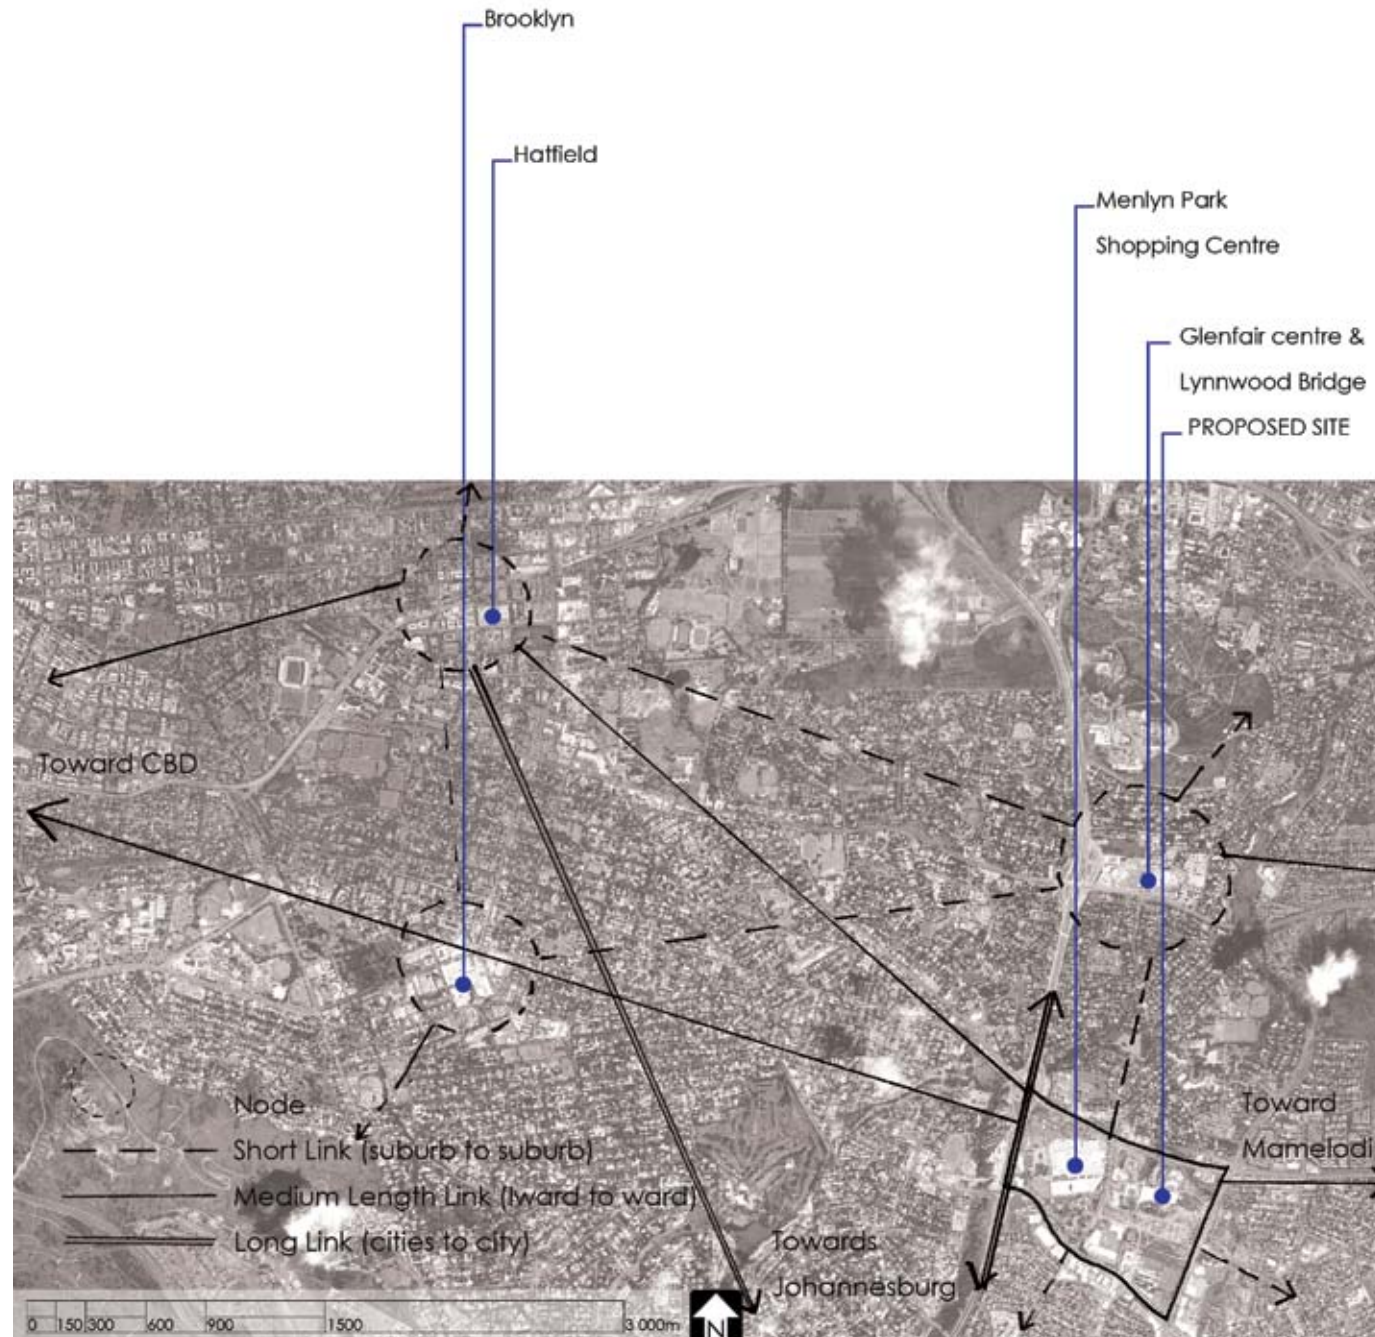 Brooklyn
Hatfield
Menlyn Park
Shopping Centre
Glenfair centre &
Lynnwood Bridge
PROPOSED SITE
Toward CBD
Node
Short Link (suburb to suburb)
Medium Length Link (lward to ward)
Long Link (cities to city)
Toward
Mamelodi
Towards
Johannesburg
0 150 300 600 900 1500 3 000m
N